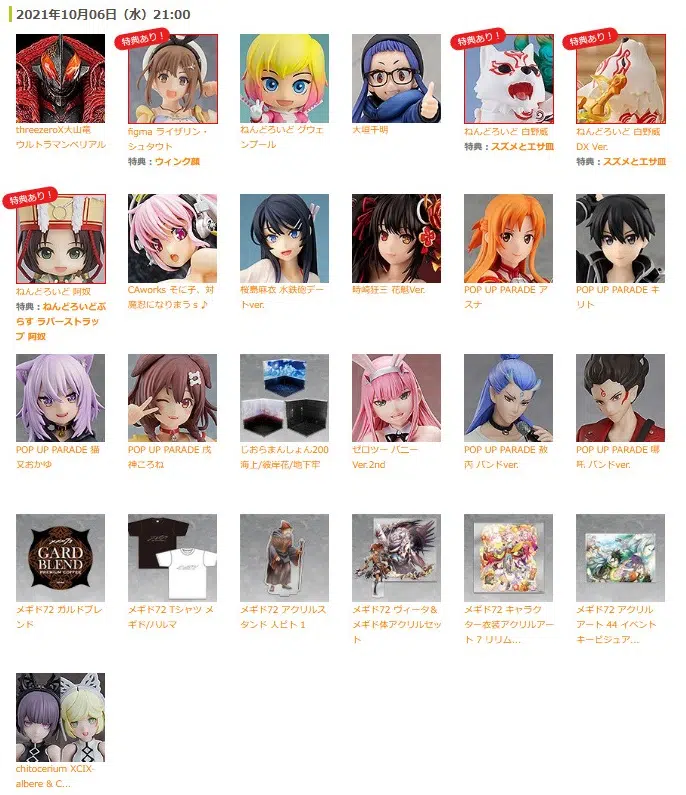 2021年10月06日（水）21:00
特典あり！
特典あり！
特典あり！
threezeroX大山竜
ウルトラマンベリアル
figma ライザリン・
シュタウト
特典：ウィンク顔
ねんどろいど グウェ
ンプール
大垣千明
ねんどろいど 白野威
特典：スズメとエサ皿
ねんどろいど 白野威
DX Ver.
特典：スズメとエサ皿
特典あり！
ねんどろいど 阿奴
特典：ねんどろいどぷ
らす ラバーストラッ
プ 阿奴
CAworks そに子、対
魔忍になりまうｓ♪
桜島麻衣 水鉄砲デー
トver.
時崎狂三 花魁Ver.
POP UP PARADE ア
スナ
POP UP PARADE キ
リト
POP UP PARADE 猫
又おかゆ
POP UP PARADE 戌
神ころね
じおらまんしょん200
海上/彼岸花/地下牢
ゼロツー バニー
Ver.2nd
POP UP PARADE 敖
丙 バンドver.
POP UP PARADE 哪
吒 バンドver.
GARD
BLEND
PREMIUM COFFEE
メギド72 ガルドブレ
ンド
メギド72 Tシャツ メ
ギド/ハルマ
メギド72 アクリルス
タンド 人ビト 1
メギド72 ヴィータ&
メギド体アクリルセッ
ト
メギド72 キャラク
ター衣装アクリルアー
ト 7 リリム...
メギド72 アクリル
アート 44 イベント
キービジュア...
chitocerium XCIX-
albere & C...